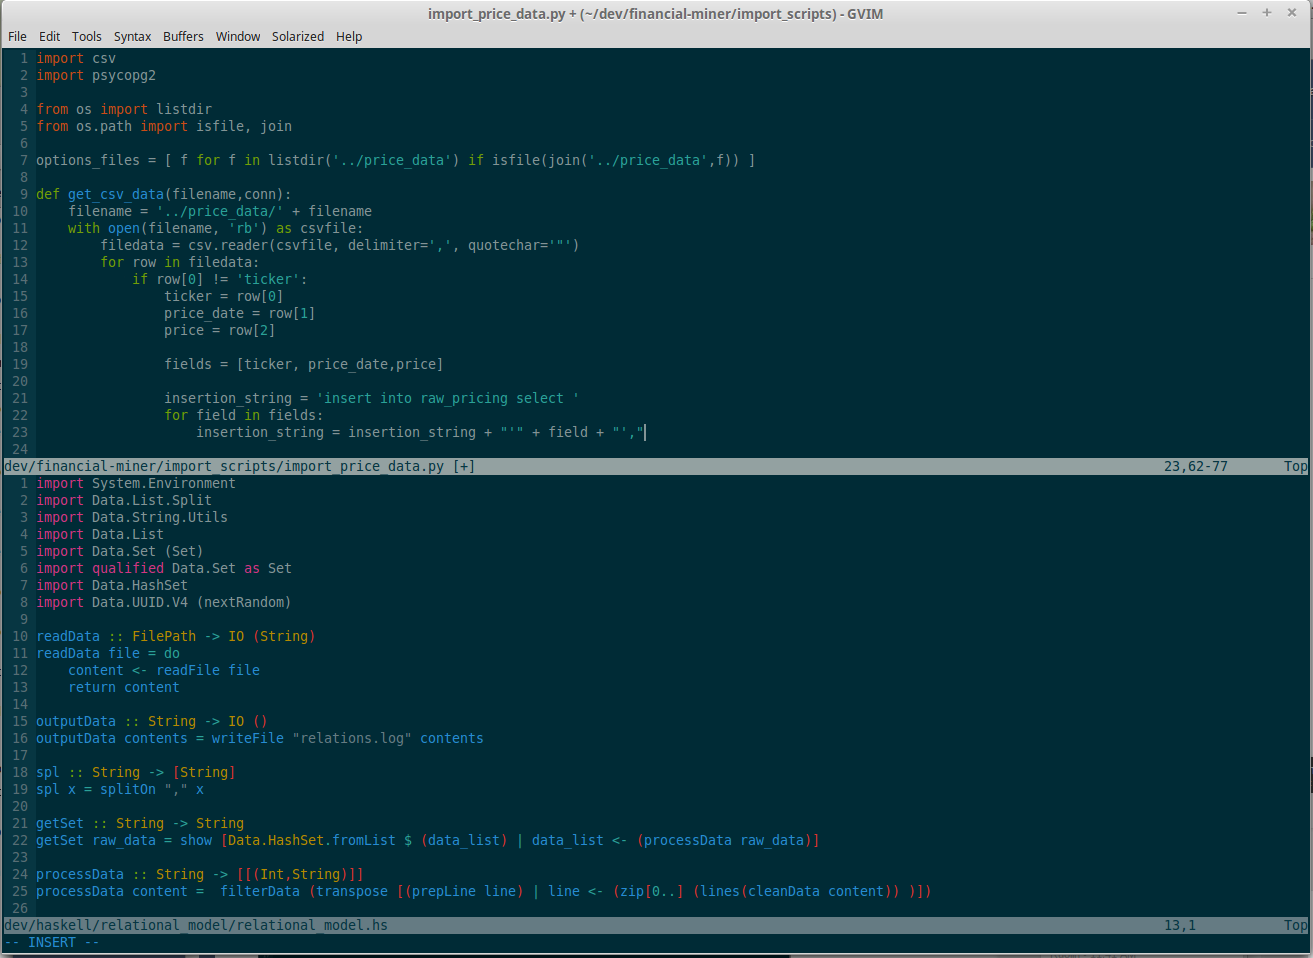 import_price_data.py + (~/dev/financial-miner/import_scripts) - GVIM
File Edit Tools Syntax Buffers Window Solarized Help
1 import csv
2 import psycopg2
3
4 from os import listdir
5 from os.path import isfile, join
6
7 options_files = [ f for f in listdir('../price_data') if isfile(join('../price_data',f)) ]
8
9 def get_csv_data(filename,conn):
10     filename = '../price_data/' + filename
11     with open(filename, 'rb') as csvfile:
12         filedata = csv.reader(csvfile, delimiter=',', quotechar='"')
13         for row in filedata:
14             if row[0] != 'ticker':
15                 ticker = row[0]
16                 price_date = row[1]
17                 price = row[2]
18
19                 fields = [ticker, price_date,price]
20
21                 insertion_string = 'insert into raw_pricing select '
22                 for field in fields:
23                     insertion_string = insertion_string + "'" + field + "',"
24
dev/financial-miner/import_scripts/import_price_data.py [+] 23,62-77 Top
1 import System.Environment
2 import Data.List.Split
3 import Data.String.Utils
4 import Data.List
5 import Data.Set (Set)
6 import qualified Data.Set as Set
7 import Data.HashSet
8 import Data.UUID.V4 (nextRandom)
9
10 readData :: FilePath -> IO (String)
11 readData file = do
12     content <- readFile file
13     return content
14
15 outputData :: String -> IO ()
16 outputData contents = writeFile "relations.log" contents
17
18 spl :: String -> [String]
19 spl x = splitOn "," x
20
21 getSet :: String -> String
22 getSet raw_data = show [Data.HashSet.fromList $ (data_list) | data_list <- (processData raw_data)]
23
24 processData :: String -> [[(Int,String)]]
25 processData content =  filterData (transpose [(prepLine line) | line <- (zip[0..] (lines(cleanData content)) )])
26
dev/haskell/relational_model/relational_model.hs 13,1 Top
-- INSERT --